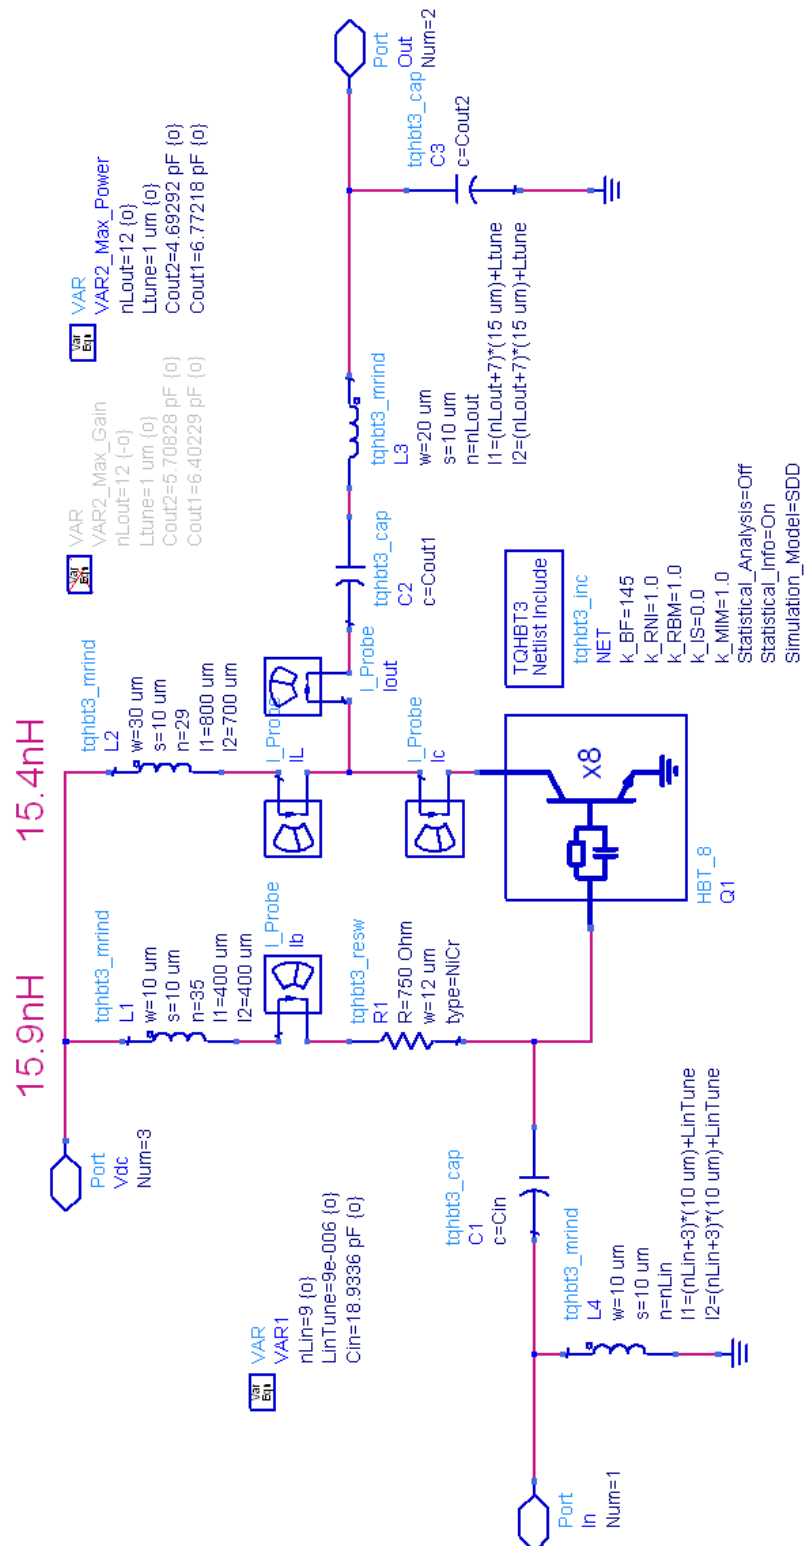 15.9nH
15.4nH
Port
Vdc
Num=3
tqhbt3_mrind
L1
w=10 um
s=10 um
n=35
l1=400 um
l2=400 um
tqhbt3_mrind
L2
w=30 um
s=10 um
n=29
l1=800 um
l2=700 um
Var
Eqn
VAR
VAR2_Max_Gain
nLout=12 {-o}
Ltune=1 um {o}
Cout2=5.70828 pF {o}
Cout1=6.40229 pF {o}
Var
Eqn
VAR
VAR2_Max_Power
nLout=12 {o}
Ltune=1 um {o}
Cout2=4.69292 pF {o}
Cout1=6.77218 pF {o}
I_Probe
Ib
I_Probe
IL
I_Probe
Iout
I_Probe
Ic
tqhbt3_cap
C2
c=Cout1
tqhbt3_mrind
L3
w=20 um
s=10 um
n=nLout
l1=(nLout+7)*(15 um)+Ltune
l2=(nLout+7)*(15 um)+Ltune
tqhbt3_cap
C3
c=Cout2
Port
Out
Num=2
tqhbt3_resw
R1
R=750 Ohm
w=12 um
type=NiCr
Var
Eqn
VAR
VAR1
nLin=9 {o}
LinTune=9e-006 {o}
Cin=18.9336 pF {o}
tqhbt3_cap
C1
c=Cin
tqhbt3_mrind
L4
w=10 um
s=10 um
n=nLin
l1=(nLin+3)*(10 um)+LinTune
l2=(nLin+3)*(10 um)+LinTune
Port
In
Num=1
x8
HBT_8
Q1
TQHBT3
Netlist Include
tqhbt3_inc
NET
k_BF=145
k_RNI=1.0
k_RBM=1.0
k_IS=0.0
k_MIM=1.0
Statistical_Analysis=Off
Statistical_Info=On
Simulation_Model=SDD